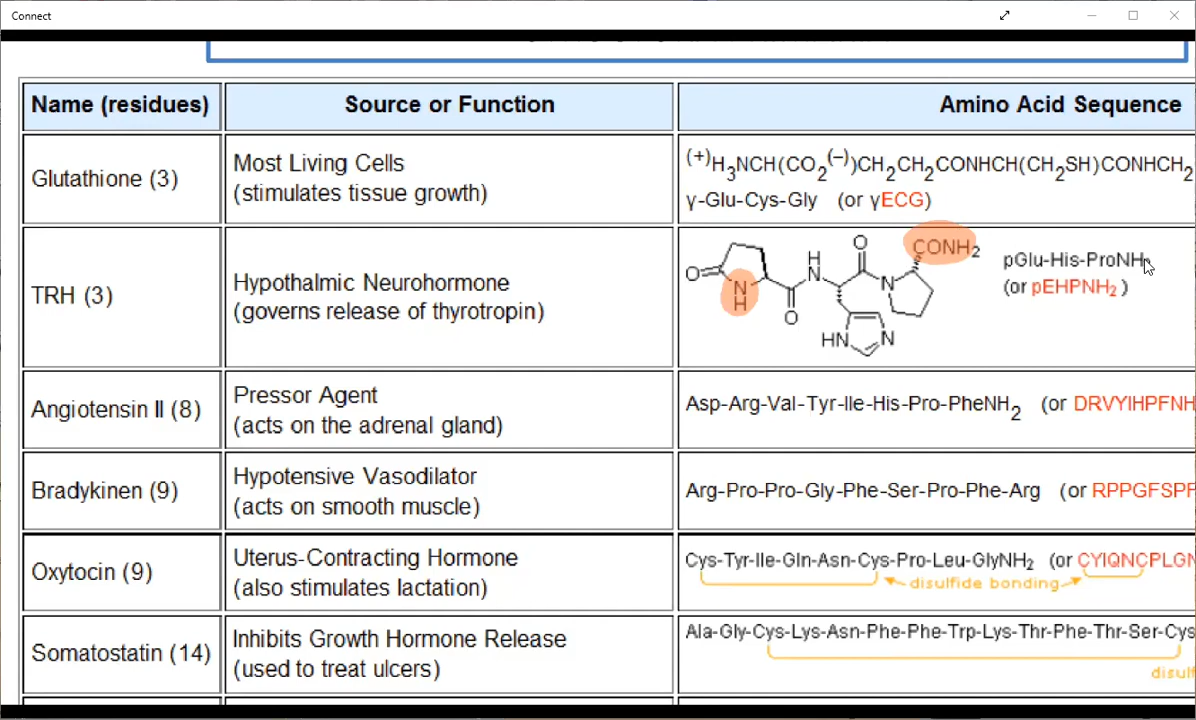 Connect
Name (residues)
Source or Function
Amino Acid Sequence
Glutathione (3)
Most Living Cells
(stimulates tissue growth)
(+)H3NCH(CO2(–))CH2CH2CONHCH(CH2SH)CONHCH2
γ-Glu-Cys-Gly (or γECG)
TRH (3)
Hypothalmic Neurohormone
(governs release of thyrotropin)
O
N
H
O
H
N
O
N
CONH2
HN
N
pGlu-His-ProNH2
(or pEHPNH2 )
Angiotensin II (8)
Pressor Agent
(acts on the adrenal gland)
Asp-Arg-Val-Tyr-Ile-His-Pro-PheNH2 (or DRVYIHPFNH
Bradykinen (9)
Hypotensive Vasodilator
(acts on smooth muscle)
Arg-Pro-Pro-Gly-Phe-Ser-Pro-Phe-Arg (or RPPGFSPF
Oxytocin (9)
Uterus-Contracting Hormone
(also stimulates lactation)
Cys-Tyr-Ile-Gln-Asn-Cys-Pro-Leu-GlyNH2 (or CYIQNCPLGN
disulfide bonding
Somatostatin (14)
Inhibits Growth Hormone Release
(used to treat ulcers)
Ala-Gly-Cys-Lys-Asn-Phe-Phe-Trp-Lys-Thr-Phe-Thr-Ser-Cys
disulf